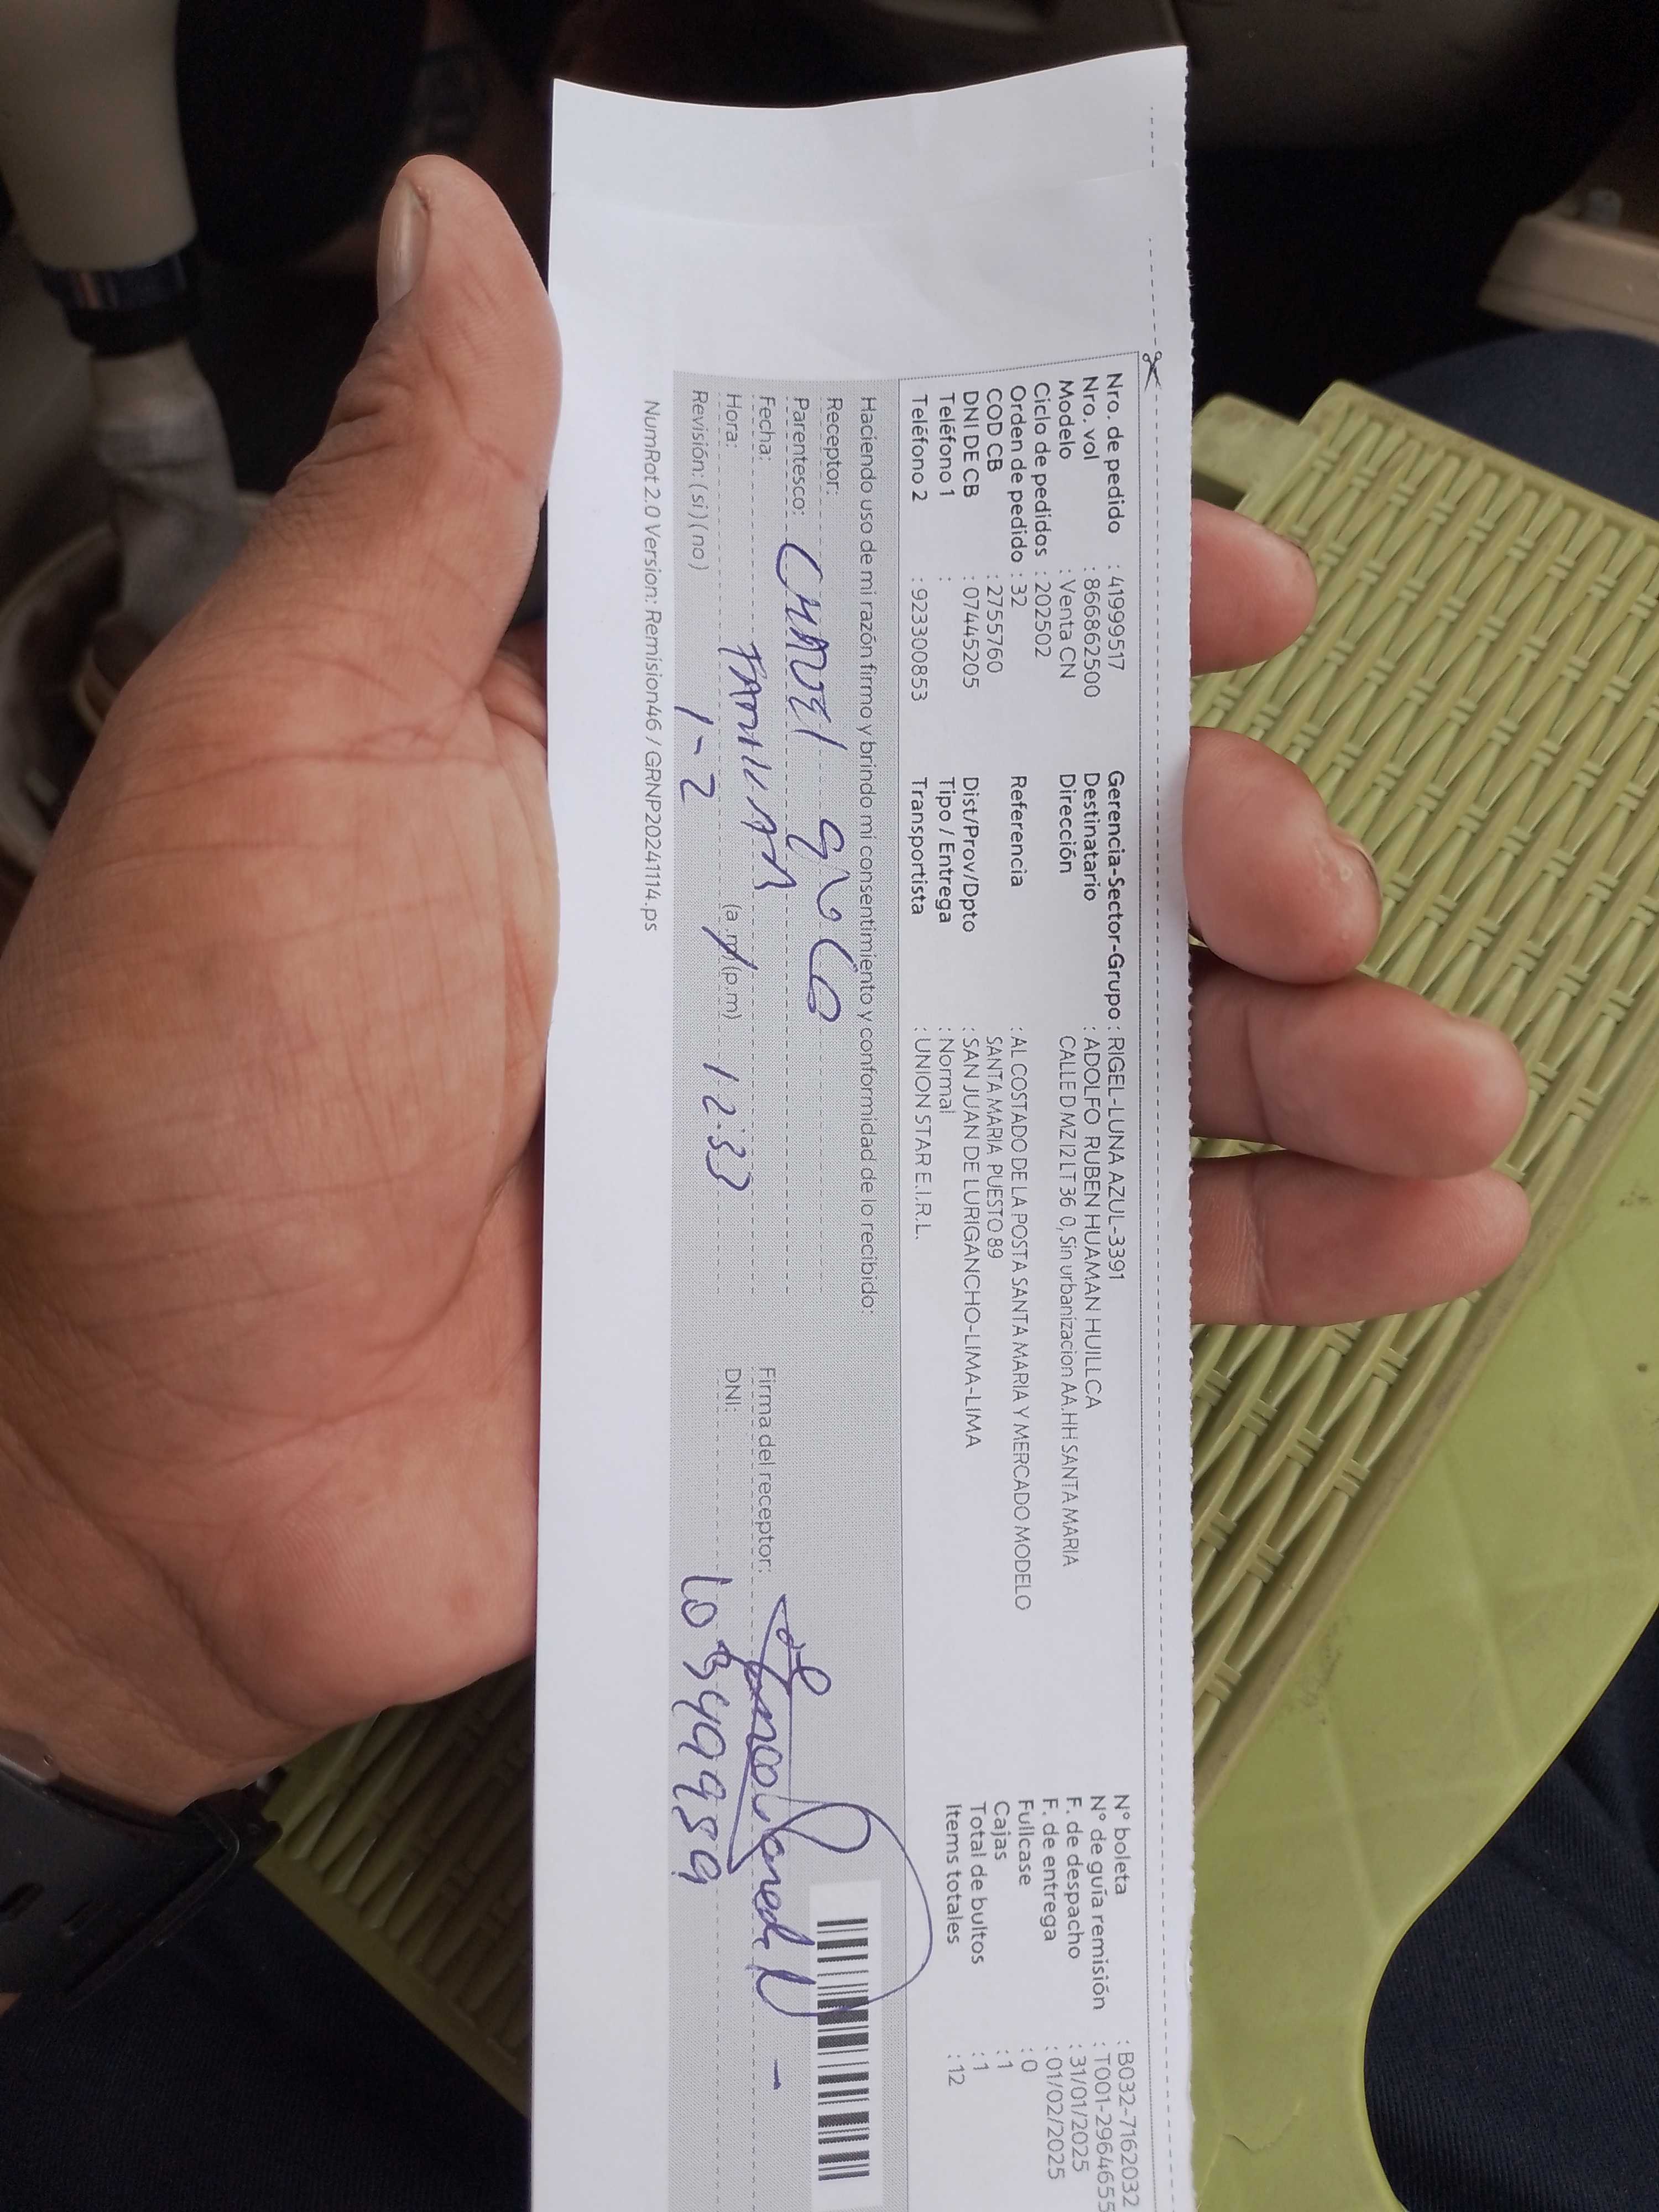 Nro. de pedido : 41999517
Nro. vol : 8668862500
Modelo : Venta CN
Ciclo de pedidos : 202502
Orden de pedido : 32
COD CB : 2755760
DNI DE CB : 07445205
Teléfono 1 :
Teléfono 2 : 923300853
Gerencia-Sector-Grupo : RIGEL-LUNA AZUL-3391
Destinatario : ADOLFO RUBEN HUAMAN HUILLCA
Dirección CALLE D MZ I2 LT 36 0, Sin urbanizacion AA.HH SANTA MARIA
Referencia : AL COSTADO DE LA POSTA SANTA MARIA Y MERCADO MODELO
SANTA MARIA PUESTO 89
Dist/Prov/Dpto : SAN JUAN DE LURIGANCHO-LIMA-LIMA
Tipo / Entrega : Normal
Transportista : UNION STAR E.I.R.L.
N° boleta : B032-7162032
N° de guía remisión : T001-2964655
F. de despacho : 31/01/2025
F. de entrega : 01/02/2025
Fullcase : 0
Cajas : 1
Total de bultos : 1
Items totales : 12
Haciendo uso de mi razón firmo y brindo mi consentimiento y conformidad de lo recibido:
Receptor:
Parentesco:
Fecha: 1-2
Hora: (a.m)(p.m) 12:33
Revisión: (si) (no)
Firma del receptor:
DNI:
NumRot 2.0 Version: Remision46 / GRNP20241114.ps